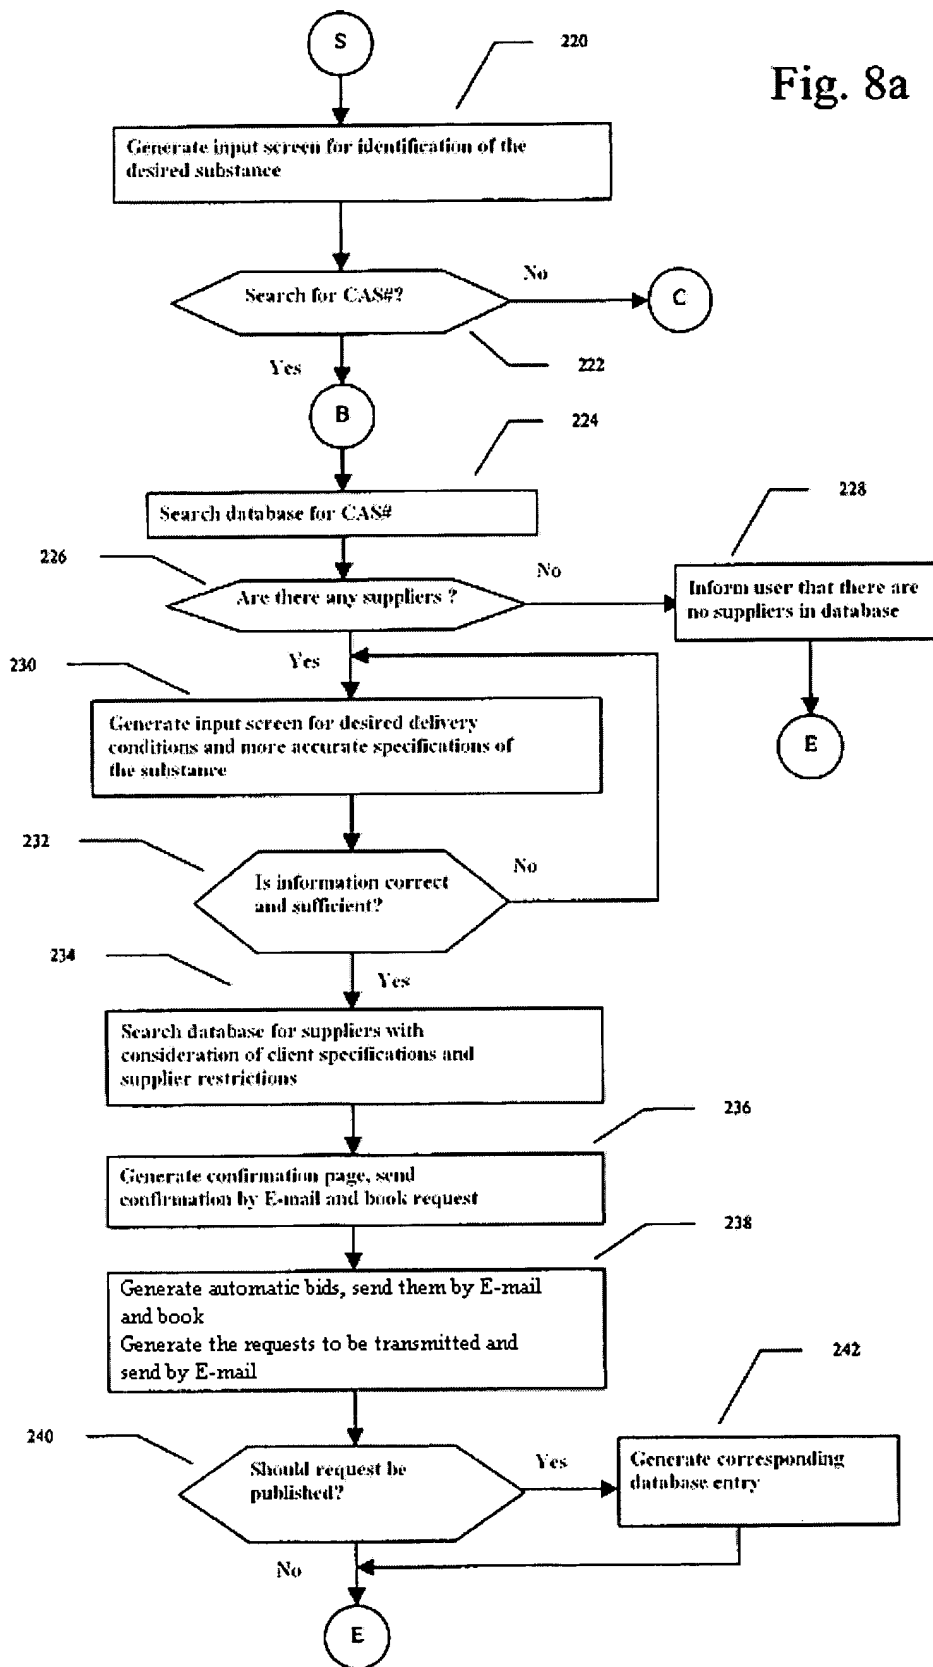 S
220
Fig. 8a
Generate input screen for identification of the
desired substance
Search for CAS#?
No
C
Yes
222
B
224
Search database for CAS#
228
226
Are there any suppliers ?
No
Inform user that there are
no suppliers in database
Yes
230
Generate input screen for desired delivery
conditions and more accurate specifications of
the substance
E
232
Is information correct
and sufficient?
No
234
Yes
Search database for suppliers with
consideration of client specifications and
supplier restrictions
236
Generate confirmation page, send
confirmation by E-mail and book request
238
Generate automatic bids, send them by E-mail
and book
Generate the requests to be transmitted and
send by E-mail
242
240
Should request be
published?
Yes
Generate corresponding
database entry
No
E